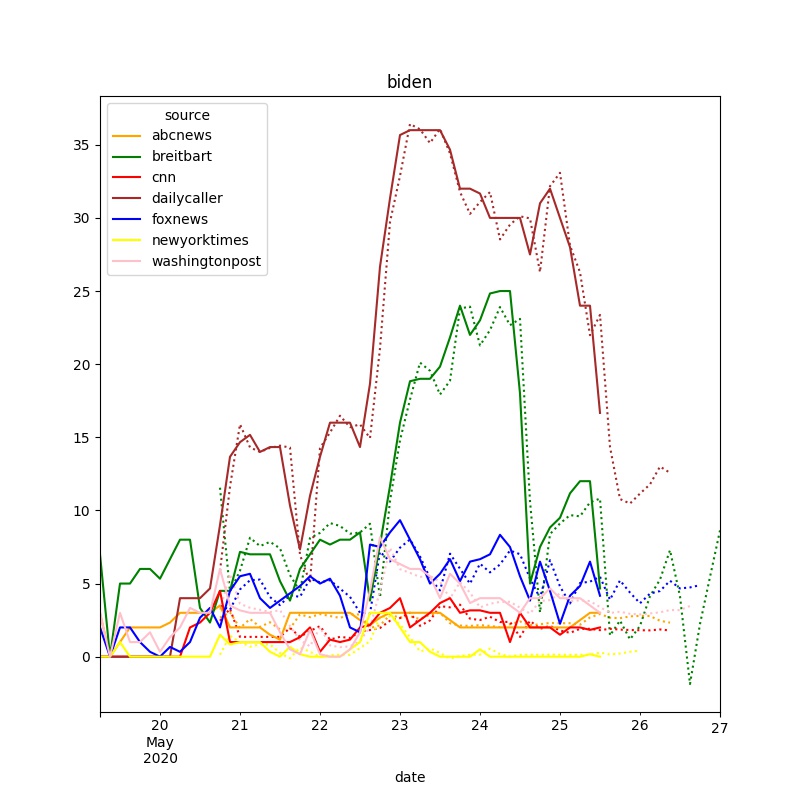 biden
source
abcnews
breitbart
cnn
dailycaller
foxnews
newyorktimes
washingtonpost
35
30
25
20
15
10
5
0
20 21 22 23 24 25 26 27
May
2020
date